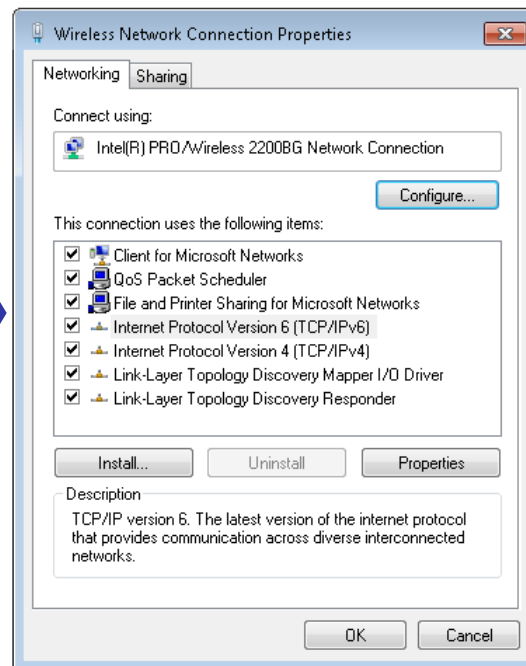 Wireless Network Connection Properties
Networking
Sharing
Connect using:
Intel(R) PRO/Wireless 2200BG Network Connection
Configure...
This connection uses the following items:
Client for Microsoft Networks
QoS Packet Scheduler
File and Printer Sharing for Microsoft Networks
Internet Protocol Version 6 (TCP/IPv6)
Internet Protocol Version 4 (TCP/IPv4)
Link-Layer Topology Discovery Mapper I/O Driver
Link-Layer Topology Discovery Responder
Install...
Uninstall
Properties
Description
TCP/IP version 6. The latest version of the internet protocol
that provides communication across diverse interconnected
networks.
OK
Cancel